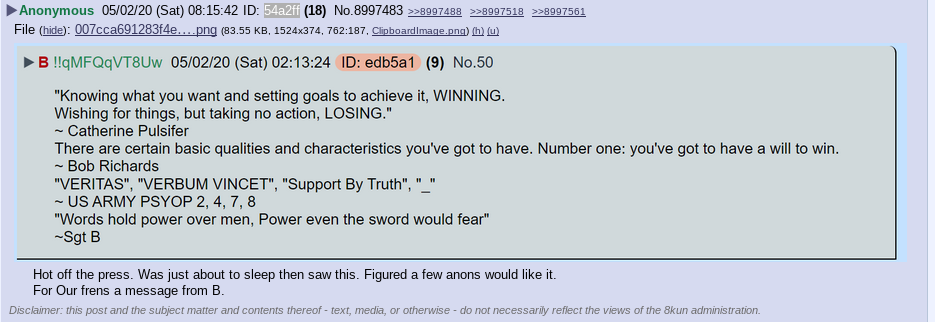 ▶Anonymous 05/02/20 (Sat) 08:15:42 ID: 54a2ff (18) No.8997483 >>8997488 >>8997518 >>8997561
File (hide): 007cca691283f4e….png (83.55 KB, 1524x374, 762:187, ClipboardImage.png) (h) (u)
▶ B !!qMFQqVT8Uw 05/02/20 (Sat) 02:13:24 ID: edb5a1 (9) No.50
"Knowing what you want and setting goals to achieve it, WINNING.
Wishing for things, but taking no action, LOSING."
~ Catherine Pulsifer
There are certain basic qualities and characteristics you've got to have. Number one: you've got to have a will to win.
~ Bob Richards
"VERITAS", "VERBUM VINCET", "Support By Truth", "_"
~ US ARMY PSYOP 2, 4, 7, 8
"Words hold power over men, Power even the sword would fear"
~Sgt B
Hot off the press. Was just about to sleep then saw this. Figured a few anons would like it.
For Our frens a message from B.
Disclaimer: this post and the subject matter and contents thereof - text, media, or otherwise - do not necessarily reflect the views of the 8kun administration.